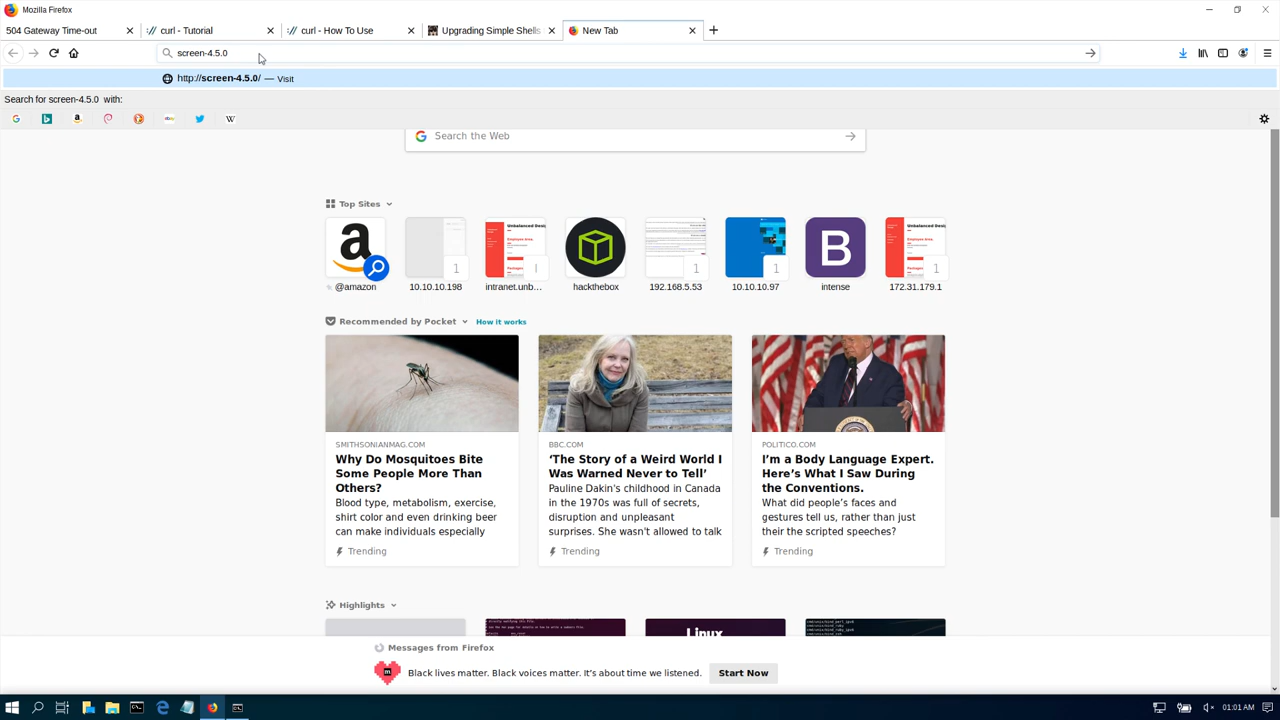 Mozilla Firefox
504 Gateway Time-out
curl - Tutorial
curl - How To Use
Upgrading Simple Shells
New Tab
screen-4.5.0
http://screen-4.5.0/ — Visit
Search for screen-4.5.0 with:
Search the Web
Top Sites
@amazon
10.10.10.198
intranet.unb...
hackthebox
192.168.5.53
10.10.10.97
intense
172.31.179.1
Recommended by Pocket
How it works
SMITHSONIANMAG.COM
Why Do Mosquitoes Bite
Some People More Than
Others?
Blood type, metabolism, exercise,
shirt color and even drinking beer
can make individuals especially
Trending
BBC.COM
‘The Story of a Weird World I
Was Warned Never to Tell’
Pauline Dakin's childhood in Canada
in the 1970s was full of secrets,
disruption and unpleasant
surprises. She wasn't allowed to talk
Trending
POLITICO.COM
I’m a Body Language Expert.
Here’s What I Saw During
the Conventions.
What did people’s faces and
gestures tell us, rather than just
their the scripted speeches?
Trending
Highlights
Linux
Messages from Firefox
Black lives matter. Black voices matter. It’s about time we listened.
Start Now
01:01 AM